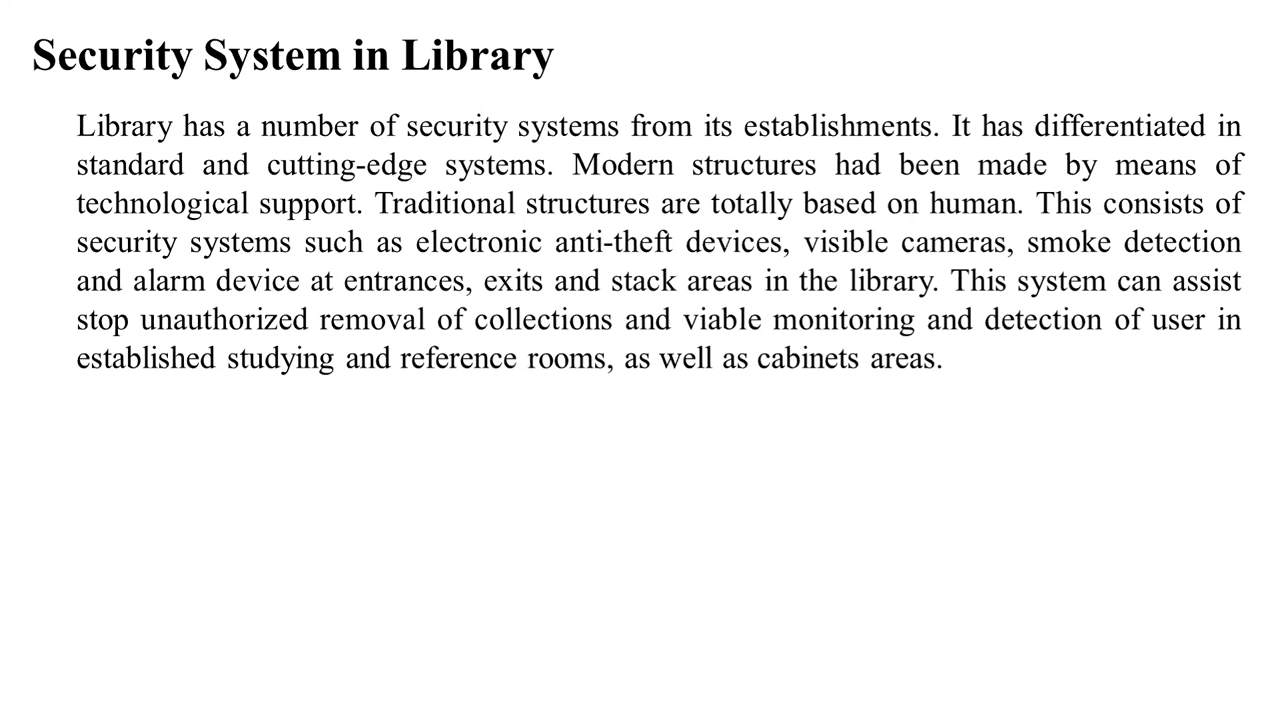 Security System in Library
Library has a number of security systems from its establishments. It has differentiated in
standard and cutting-edge systems. Modern structures had been made by means of
technological support. Traditional structures are totally based on human. This consists of
security systems such as electronic anti-theft devices, visible cameras, smoke detection
and alarm device at entrances, exits and stack areas in the library. This system can assist
stop unauthorized removal of collections and viable monitoring and detection of user in
established studying and reference rooms, as well as cabinets areas.